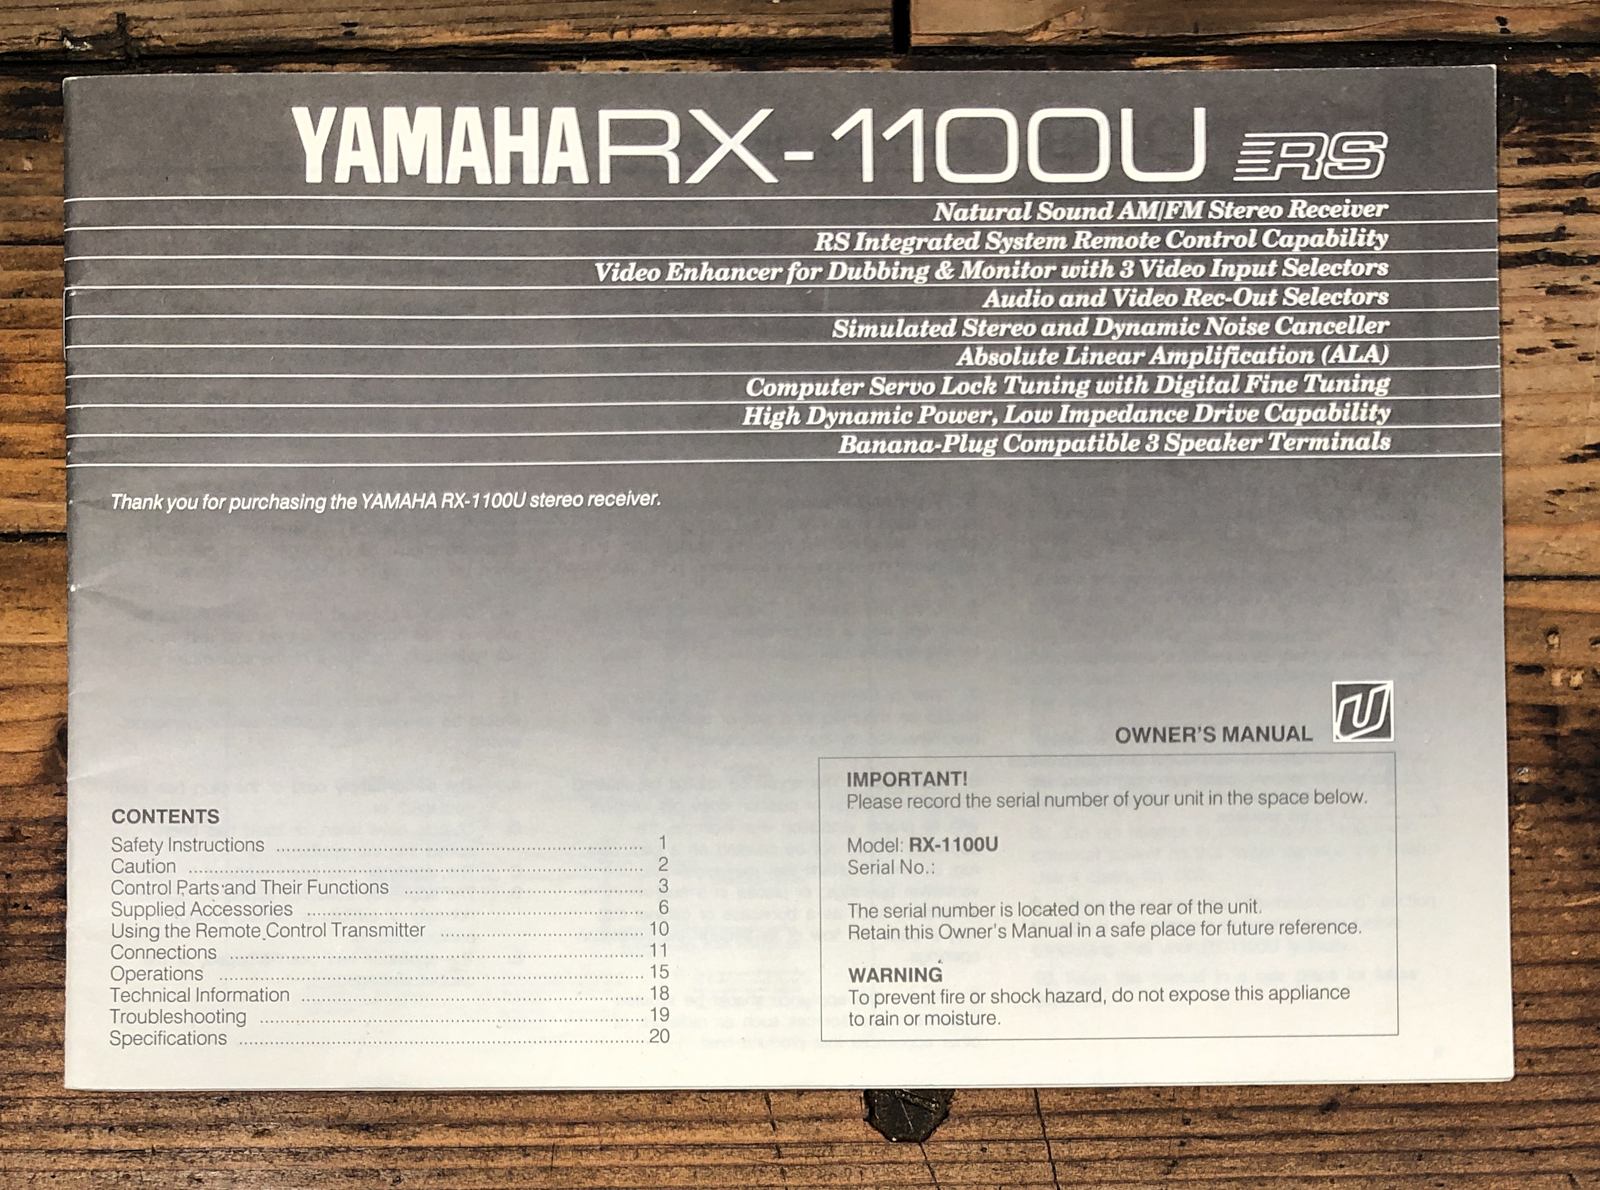 YAMAHA RX-1100U RS
Natural Sound AM/FM Stereo Receiver
RS Integrated System Remote Control Capability
Video Enhancer for Dubbing & Monitor with 3 Video Input Selectors
Audio and Video Rec-Out Selectors
Simulated Stereo and Dynamic Noise Canceller
Absolute Linear Amplification (ALA)
Computer Servo Lock Tuning with Digital Fine Tuning
High Dynamic Power, Low Impedance Drive Capability
Banana-Plug Compatible 3 Speaker Terminals
Thank you for purchasing the YAMAHA RX-1100U stereo receiver.
CONTENTS
Safety Instructions ........ 1
Caution ........ 2
Control Parts and Their Functions ........ 3
Supplied Accessories ........ 6
Using the Remote Control Transmitter ........ 10
Connections ........ 11
Operations ........ 15
Technical Information ........ 18
Troubleshooting ........ 19
Specifications ........ 20
OWNER'S MANUAL U
IMPORTANT!
Please record the serial number of your unit in the space below.
Model: RX-1100U
Serial No.:
The serial number is located on the rear of the unit.
Retain this Owner's Manual in a safe place for future reference.
WARNING
To prevent fire or shock hazard, do not expose this appliance
to rain or moisture.